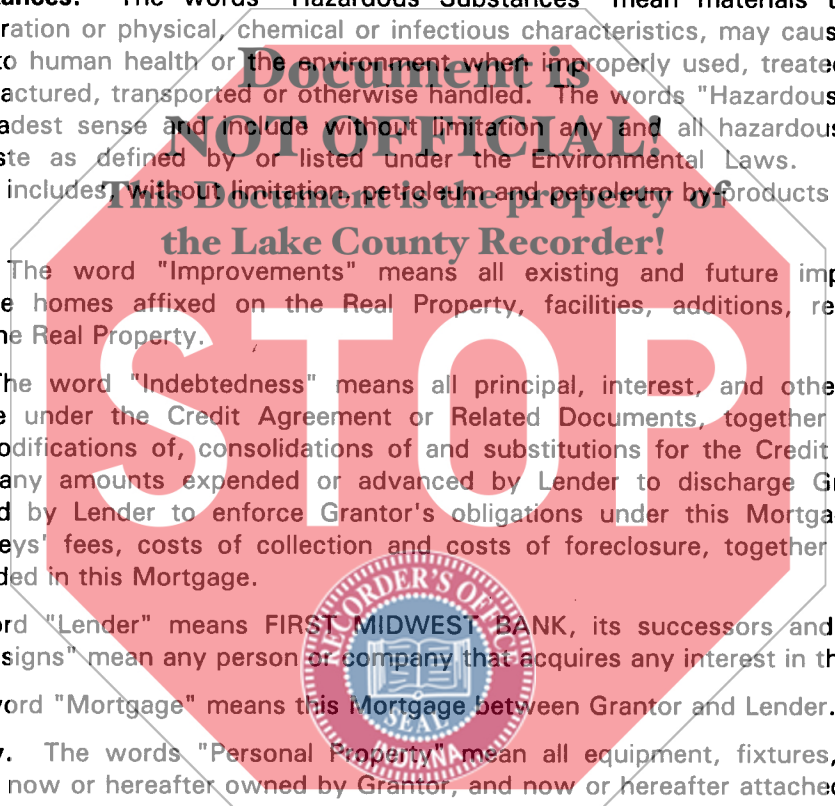 ances. The words "Hazardous Substances" mean materials
ration or physical, chemical or infectious characteristics, may caus
to human health or the environment when improperly used, treated
actured, transported or otherwise handled. The words "Hazardous
adest sense and include without limitation any and all hazardous
ste as defined by or listed under the Environmental Laws.
includes, without limitation, petroleum and petroleum by-products
Document is
NOT OFFICIAL!
This Document is the property of
the Lake County Recorder!
The word "Improvements" means all existing and future imp
e homes affixed on the Real Property, facilities, additions, re
he Real Property.
STOP
he word "Indebtedness" means all principal, interest, and othe
e under the Credit Agreement or Related Documents, together
odifications of, consolidations of and substitutions for the Credit
any amounts expended or advanced by Lender to discharge Gr
d by Lender to enforce Grantor's obligations under this Mortga
eys' fees, costs of collection and costs of foreclosure, together
ded in this Mortgage.
RECORDER'S OFFICE
SEAL
INDIANA
ord "Lender" means FIRST MIDWEST BANK, its successors and
signs" mean any person or company that acquires any interest in th
ord "Mortgage" means this Mortgage between Grantor and Lender.
y. The words "Personal Property" mean all equipment, fixtures,
now or hereafter owned by Grantor, and now or hereafter attached